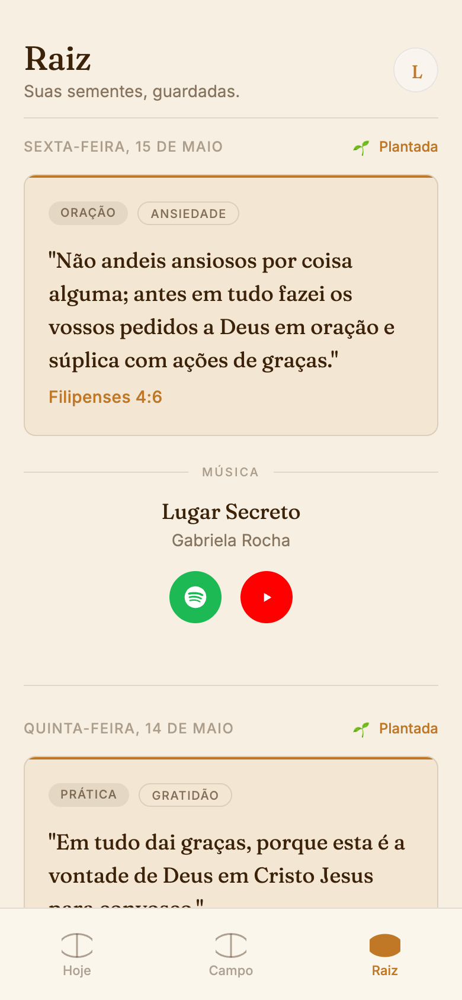 Raiz
L
Suas sementes, guardadas.
SEXTA-FEIRA, 15 DE MAIO
Plantada
ORAÇÃO
ANSIEDADE
"Não andeis ansiosos por coisa
alguma; antes em tudo fazei os
vossos pedidos a Deus em oração e
súplica com ações de graças."
Filipenses 4:6
MÚSICA
Lugar Secreto
Gabriela Rocha
QUINTA-FEIRA, 14 DE MAIO
Plantada
PRÁTICA
GRATIDÃO
"Em tudo dai graças, porque esta é a
vontade de Deus em Cristo Jesus
para convosco."
Hoje
Campo
Raiz